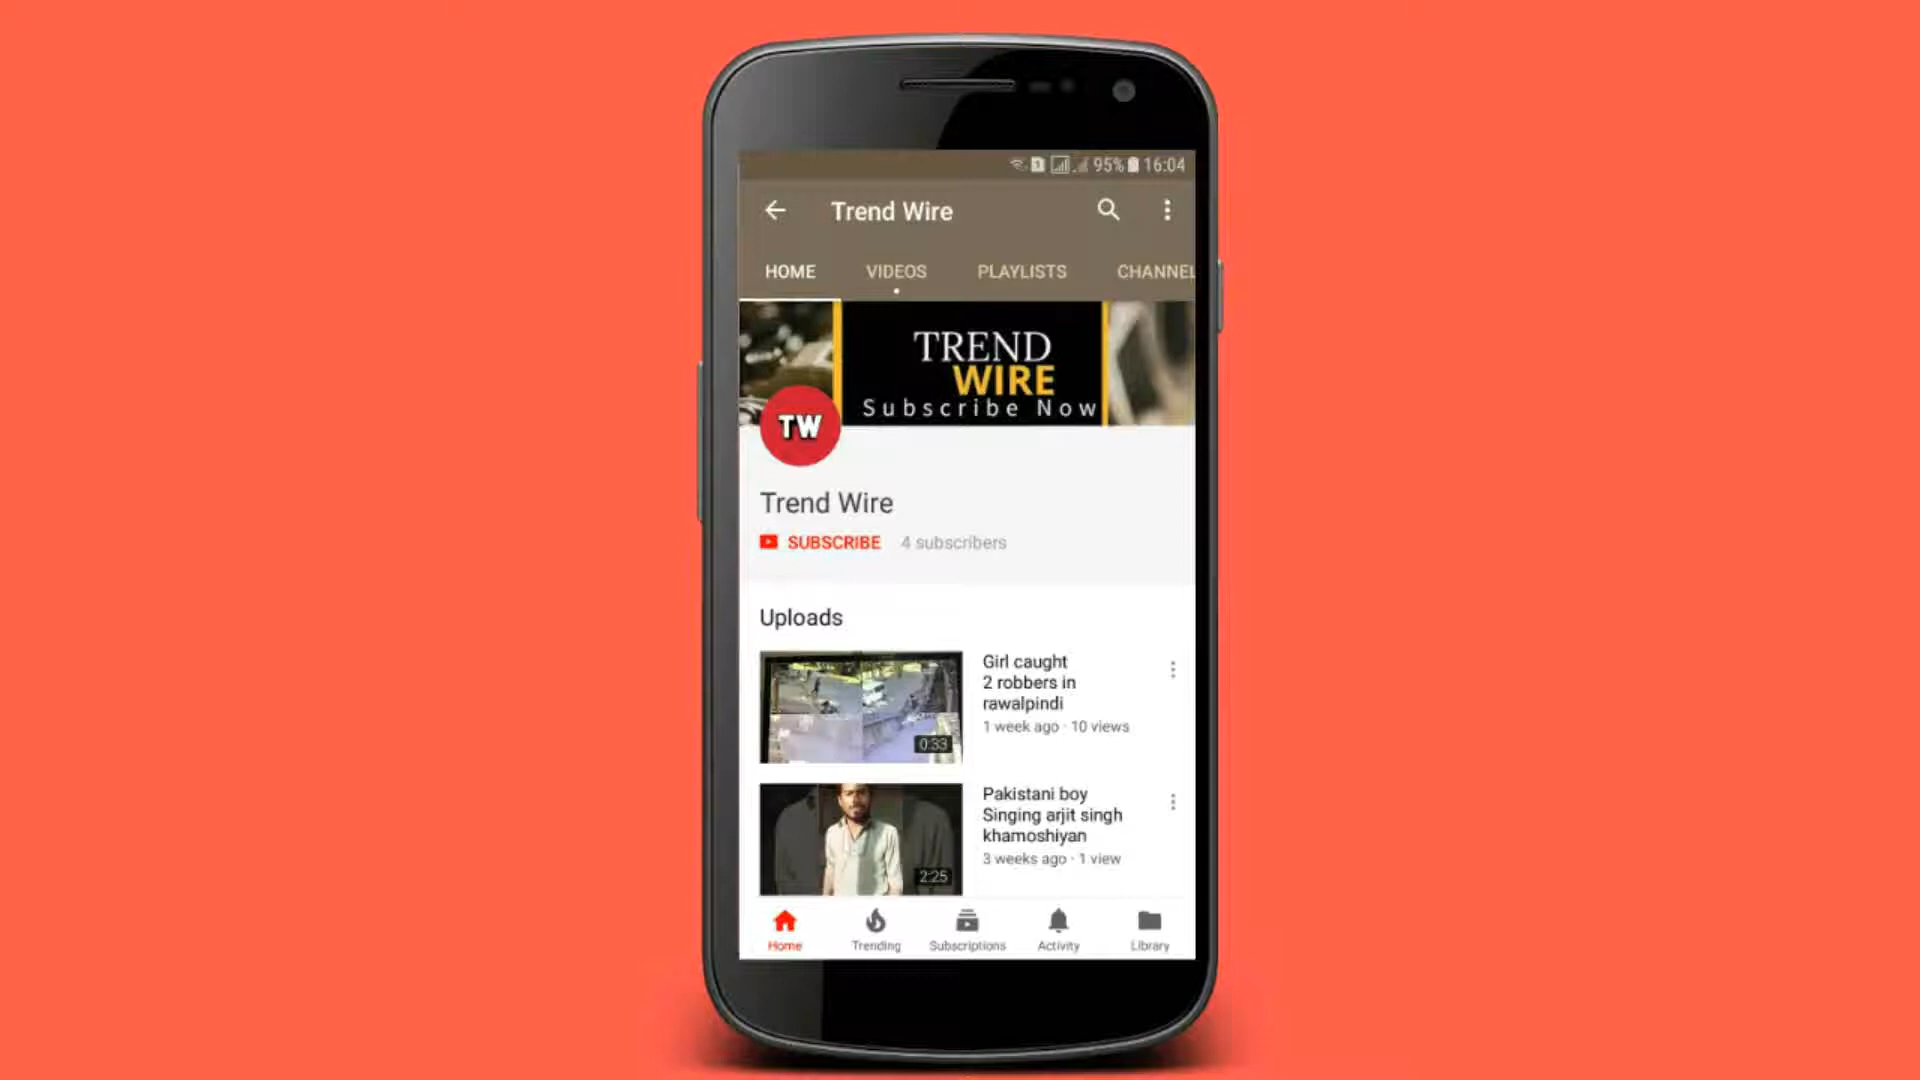 95% 16:04
Trend Wire
HOME VIDEOS PLAYLISTS CHANNEL
TREND
WIRE
Subscribe Now
TW
Trend Wire
SUBSCRIBE 4 subscribers
Uploads
Girl caught
2 robbers in
rawalpindi
1 week ago · 10 views
0:33
Pakistani boy
Singing arjit singh
khamoshiyan
3 weeks ago · 1 view
2:25
Home Trending Subscriptions Activity Library